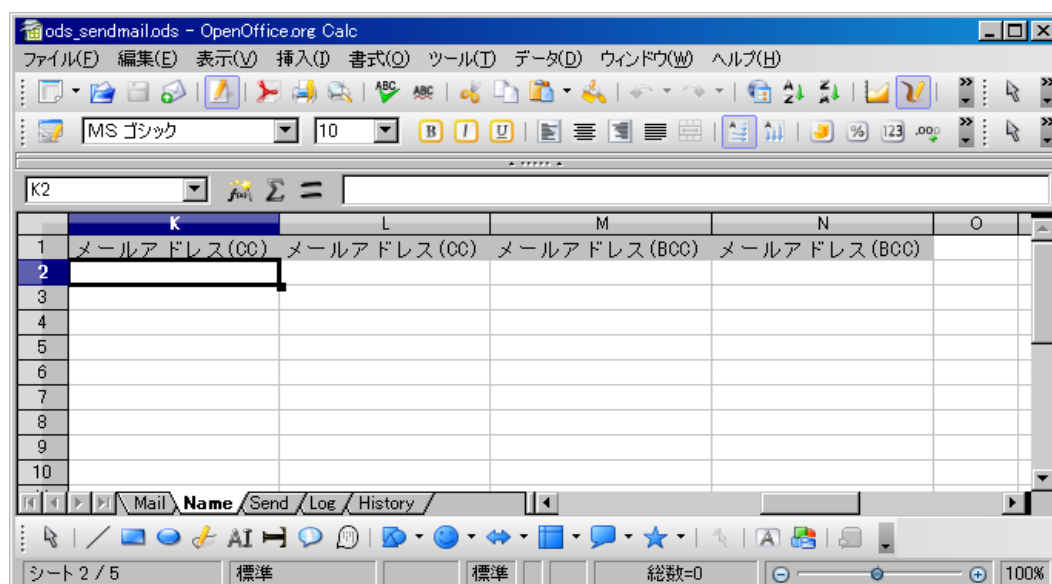 ods_sendmail.ods - OpenOffice.org Calc
ファイル(F) 編集(E) 表示(V) 挿入(I) 書式(O) ツール(T) データ(D) ウィンドウ(W) ヘルプ(H)
ABC ABC
MS ゴシック 10 B I U % 123 .000
K2 f(x) Σ =
K L M N O
1 メールアドレス(CC) メールアドレス(CC) メールアドレス(BCC) メールアドレス(BCC)
2
3
4
5
6
7
8
9
10
Mail Name Send Log History
AI A
シート 2 / 5 標準 標準 総数=0 100%